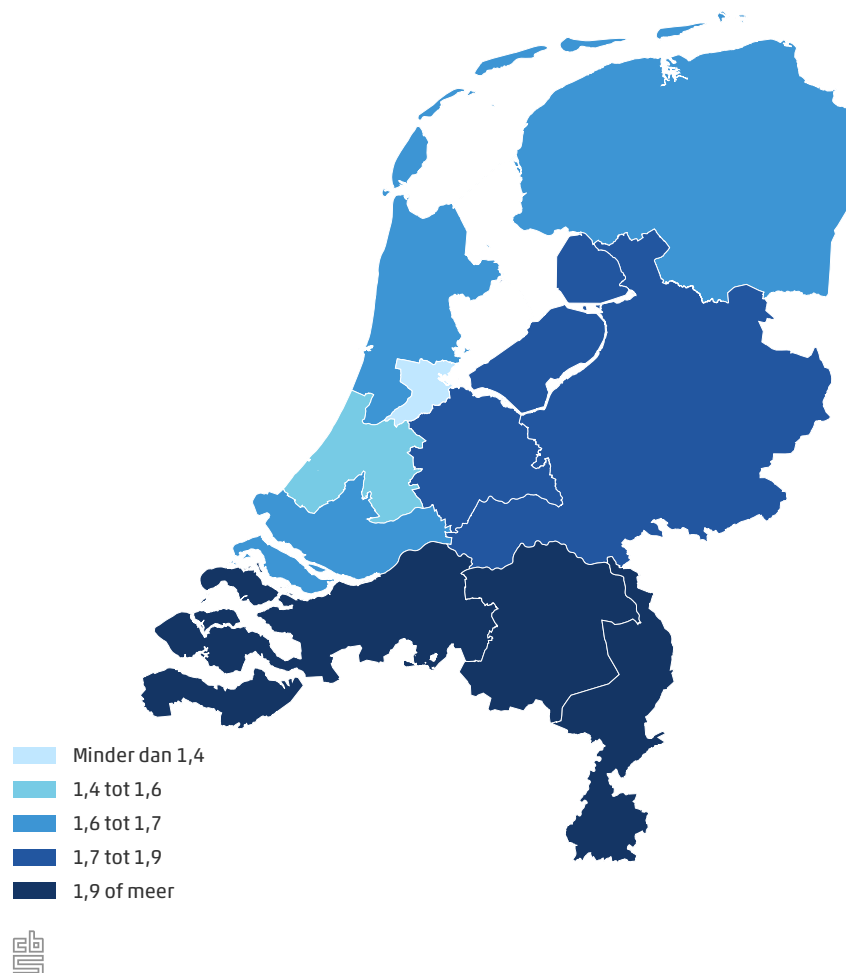 Minder dan 1,4
1,4 tot 1,6
1,6 tot 1,7
1,7 tot 1,9
1,9 of meer
cbs